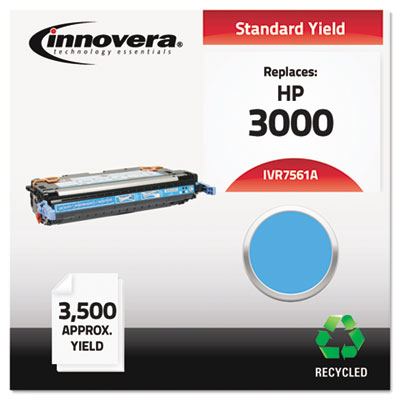 innovera
technology essentials
Standard Yield
Replaces:
HP
3000
IVR7561A
3,500
APPROX.
YIELD
RECYCLED